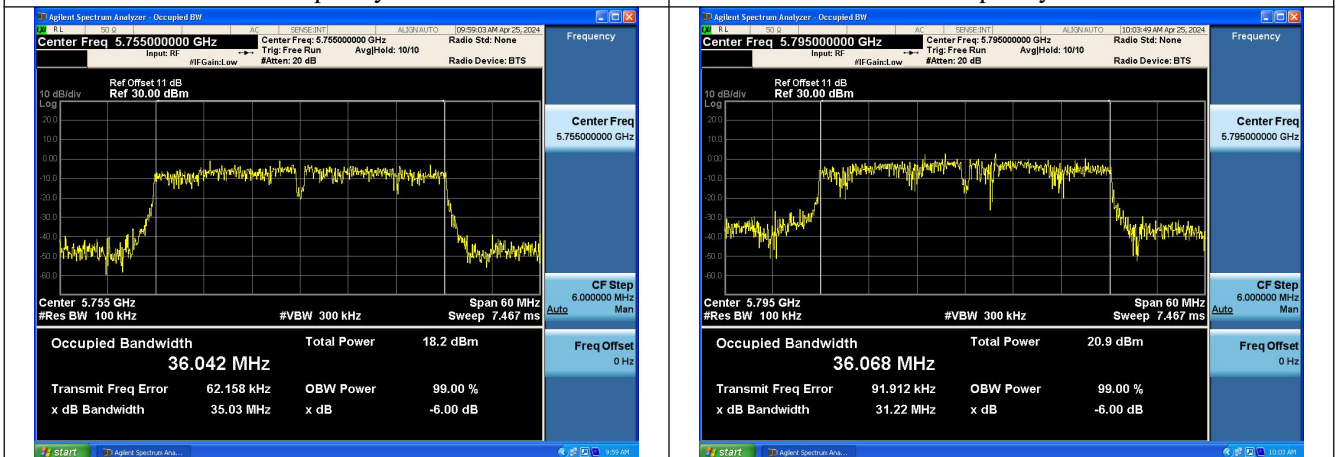 Agilent Spectrum Analyzer - Occupied BW
RL 50 Ω AC SENSE:INT ALIGN AUTO 09:59:03 AM Apr 25, 2024
Center Freq 5.755000000 GHz
Center Freq: 5.755000000 GHz Radio Std: None
Input: RF Trig: Free Run Avg|Hold: 10/10
#IFGain:Low #Atten: 20 dB Radio Device: BTS
Frequency
Ref Offset 11 dB
10 dB/div Ref 30.00 dBm
Log
20.0
10.0
0.00
-10.0
-20.0
-30.0
-40.0
-50.0
-60.0
Center Freq
5.755000000 GHz
Center 5.755 GHz Span 60 MHz
#Res BW 100 kHz #VBW 300 kHz Sweep 7.467 ms
CF Step
6.000000 MHz
Auto Man
Occupied Bandwidth Total Power 18.2 dBm
36.042 MHz
Transmit Freq Error 62.158 kHz OBW Power 99.00 %
x dB Bandwidth 35.03 MHz x dB -6.00 dB
Freq Offset
0 Hz
start Agilent Spectrum Ana... 9:59 AM
Agilent Spectrum Analyzer - Occupied BW
RL 50 Ω AC SENSE:INT ALIGN AUTO 10:03:49 AM Apr 25, 2024
Center Freq 5.795000000 GHz
Center Freq: 5.795000000 GHz Radio Std: None
Input: RF Trig: Free Run Avg|Hold: 10/10
#IFGain:Low #Atten: 20 dB Radio Device: BTS
Frequency
Ref Offset 11 dB
10 dB/div Ref 30.00 dBm
Log
20.0
10.0
0.00
-10.0
-20.0
-30.0
-40.0
-50.0
-60.0
Center Freq
5.795000000 GHz
Center 5.795 GHz Span 60 MHz
#Res BW 100 kHz #VBW 300 kHz Sweep 7.467 ms
CF Step
6.000000 MHz
Auto Man
Occupied Bandwidth Total Power 20.9 dBm
36.068 MHz
Transmit Freq Error 91.912 kHz OBW Power 99.00 %
x dB Bandwidth 31.22 MHz x dB -6.00 dB
Freq Offset
0 Hz
start Agilent Spectrum Ana... 10:03 AM